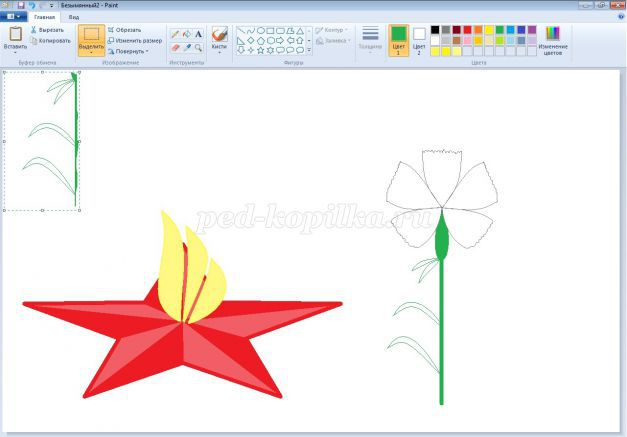 Безымянный2 - Paint
Главная Вид
Вставить
Вырезать
Копировать
Буфер обмена
Выделить
Обрезать
Изменить размер
Повернуть
Изображение
Инструменты
Кисти
Фигуры
Контур
Заливка
Толщина
Цвет 1
Цвет 2
Цвета
Изменение цветов
ped-kopilka.ru